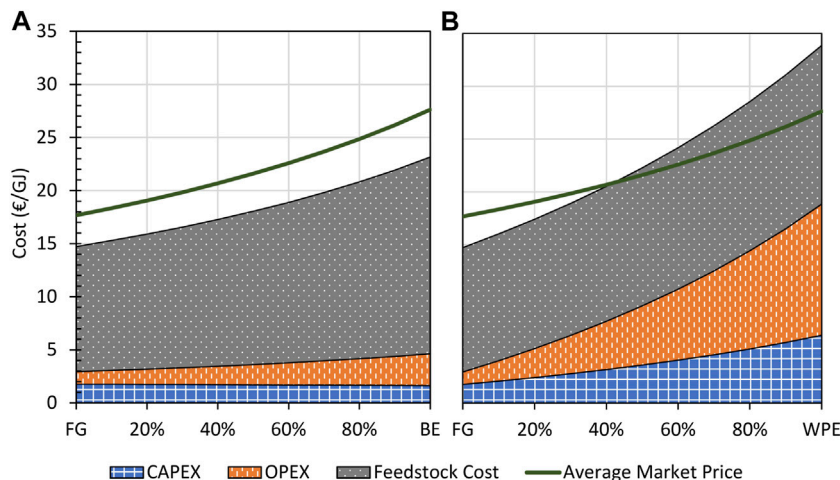 A
B
35
30
25
20
15
10
5
0
Cost (€/GJ)
FG 20% 40% 60% 80% BE
FG 20% 40% 60% 80% WPE
CAPEX OPEX Feedstock Cost Average Market Price